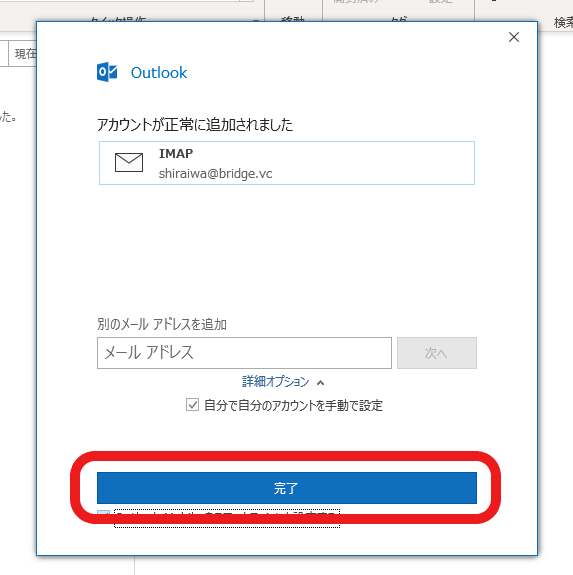 クイック操作
移動
タグ
検索
現在
た。
Outlook
アカウントが正常に追加されました
IMAP
shiraiwa@bridge.vc
別のメール アドレスを追加
メール アドレス
次へ
詳細オプション
自分で自分のアカウントを手動で設定
完了